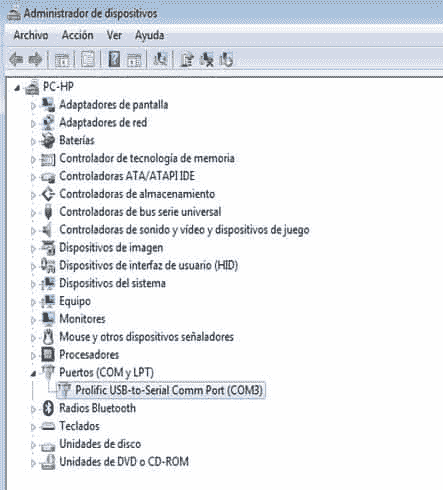 Administrador de dispositivos
Archivo Acción Ver Ayuda
PC-HP
Adaptadores de pantalla
Adaptadores de red
Baterías
Controlador de tecnología de memoria
Controladoras ATA/ATAPI IDE
Controladoras de almacenamiento
Controladoras de bus serie universal
Controladoras de sonido y vídeo y dispositivos de juego
Dispositivos de imagen
Dispositivos de interfaz de usuario (HID)
Dispositivos del sistema
Equipo
Monitores
Mouse y otros dispositivos señaladores
Procesadores
Puertos (COM y LPT)
Prolific USB-to-Serial Comm Port (COM3)
Radios Bluetooth
Teclados
Unidades de disco
Unidades de DVD o CD-ROM